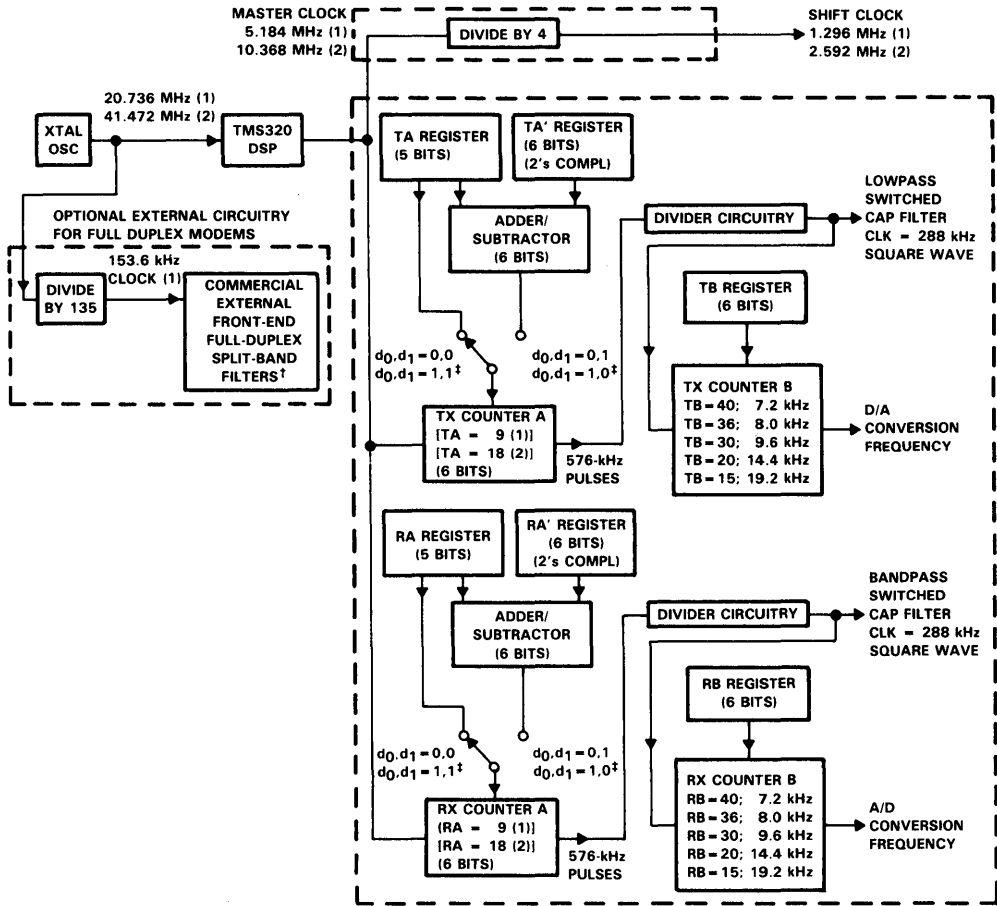 MASTER CLOCK
5.184 MHz (1)
10.368 MHz (2)
DIVIDE BY 4
SHIFT CLOCK
1.296 MHz (1)
2.592 MHz (2)
20.736 MHz (1)
41.472 MHz (2)
XTAL
OSC
TMS320
DSP
OPTIONAL EXTERNAL CIRCUITRY
FOR FULL DUPLEX MODEMS
153.6 kHz
CLOCK (1)
DIVIDE
BY 135
COMMERCIAL
EXTERNAL
FRONT-END
FULL-DUPLEX
SPLIT-BAND
FILTERS†
TA REGISTER
(5 BITS)
TA' REGISTER
(6 BITS)
(2's COMPL)
ADDER/
SUBTRACTOR
(6 BITS)
d0,d1=0,0
d0,d1=1,1‡
d0,d1=0,1
d0,d1=1,0‡
TX COUNTER A
[TA = 9 (1)]
[TA = 18 (2)]
(6 BITS)
576-kHz
PULSES
DIVIDER CIRCUITRY
LOWPASS
SWITCHED
CAP FILTER
CLK = 288 kHz
SQUARE WAVE
TB REGISTER
(6 BITS)
TX COUNTER B
TB=40; 7.2 kHz
TB=36; 8.0 kHz
TB=30; 9.6 kHz
TB=20; 14.4 kHz
TB=15; 19.2 kHz
D/A
CONVERSION
FREQUENCY
RA REGISTER
(5 BITS)
RA' REGISTER
(6 BITS)
(2's COMPL)
ADDER/
SUBTRACTOR
(6 BITS)
d0,d1=0,0
d0,d1=1,1‡
d0,d1=0,1
d0,d1=1,0‡
RX COUNTER A
(RA = 9 (1)]
[RA = 18 (2)]
(6 BITS)
576-kHz
PULSES
DIVIDER CIRCUITRY
BANDPASS
SWITCHED
CAP FILTER
CLK = 288 kHz
SQUARE WAVE
RB REGISTER
(6 BITS)
RX COUNTER B
RB=40; 7.2 kHz
RB=36; 8.0 kHz
RB=30; 9.6 kHz
RB=20; 14.4 kHz
RB=15; 19.2 kHz
A/D
CONVERSION
FREQUENCY